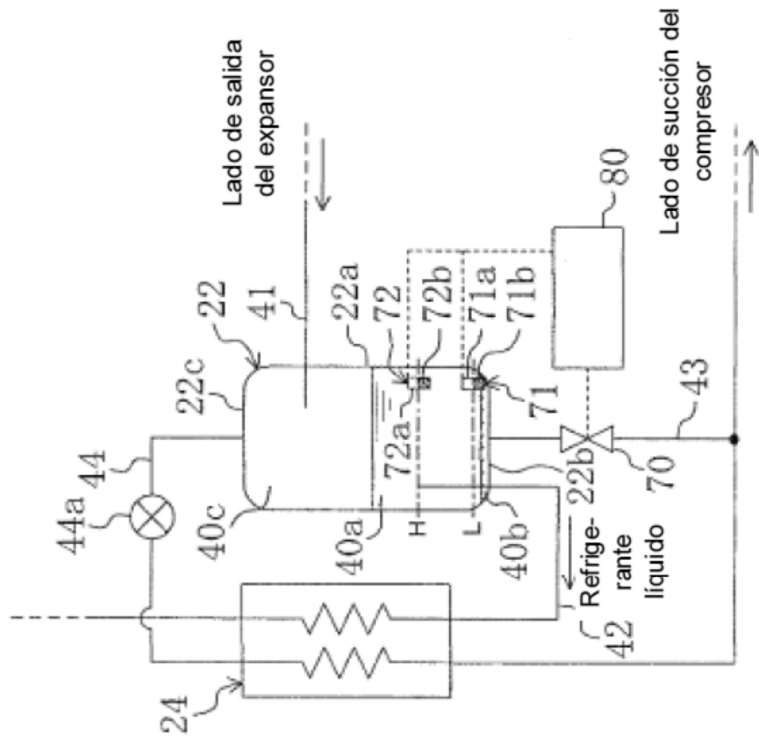 Lado de salida
del expansor
41
22
22c
44
44a
40c
22a
72
72b
71a
71b
72a
71
40a
H
L
40b
22b
80
70
43
Lado de succión del
compresor
Refrige-
rante
líquido
42
24